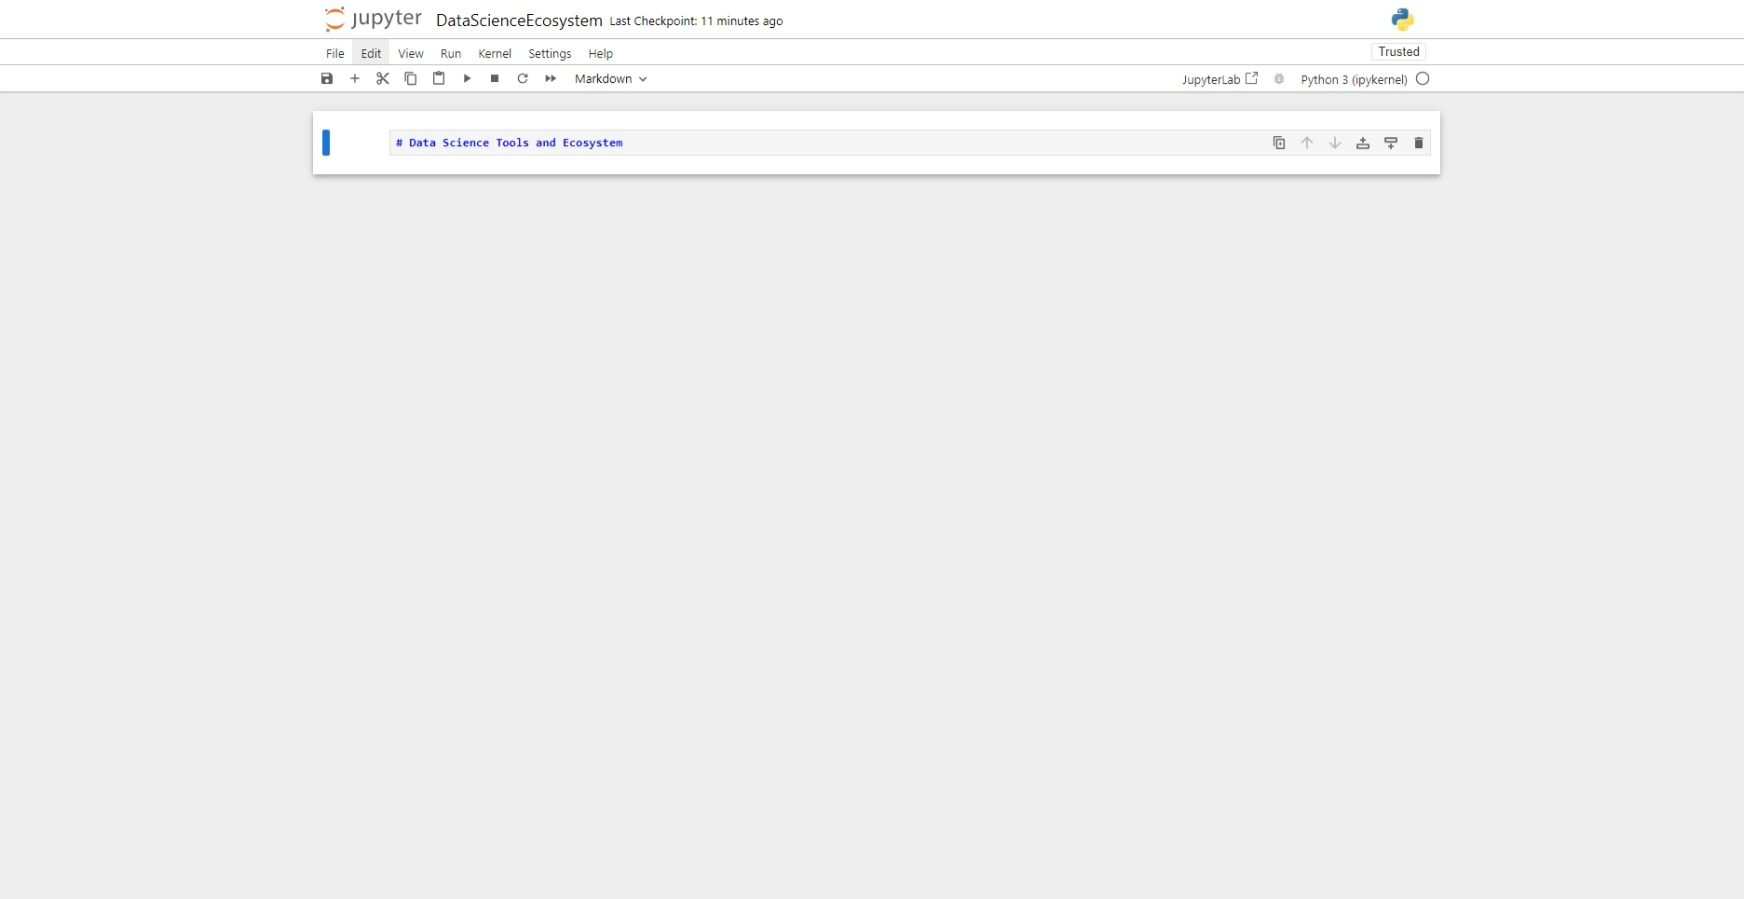 jupyter DataScienceEcosystem Last Checkpoint: 11 minutes ago
File Edit View Run Kernel Settings Help Trusted
Markdown JupyterLab Python 3 (ipykernel)
# Data Science Tools and Ecosystem